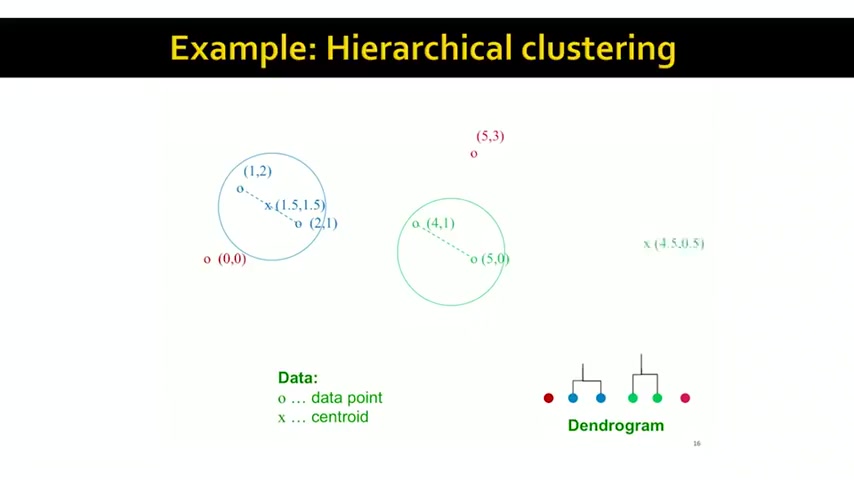 Example: Hierarchical clustering
(5,3)
o
(1,2)
o
x (1.5,1.5)
o (2,1)
o (4,1)
x (4.5,0.5)
o (0,0)
o (5,0)
Data:
o … data point
x … centroid
Dendrogram
16